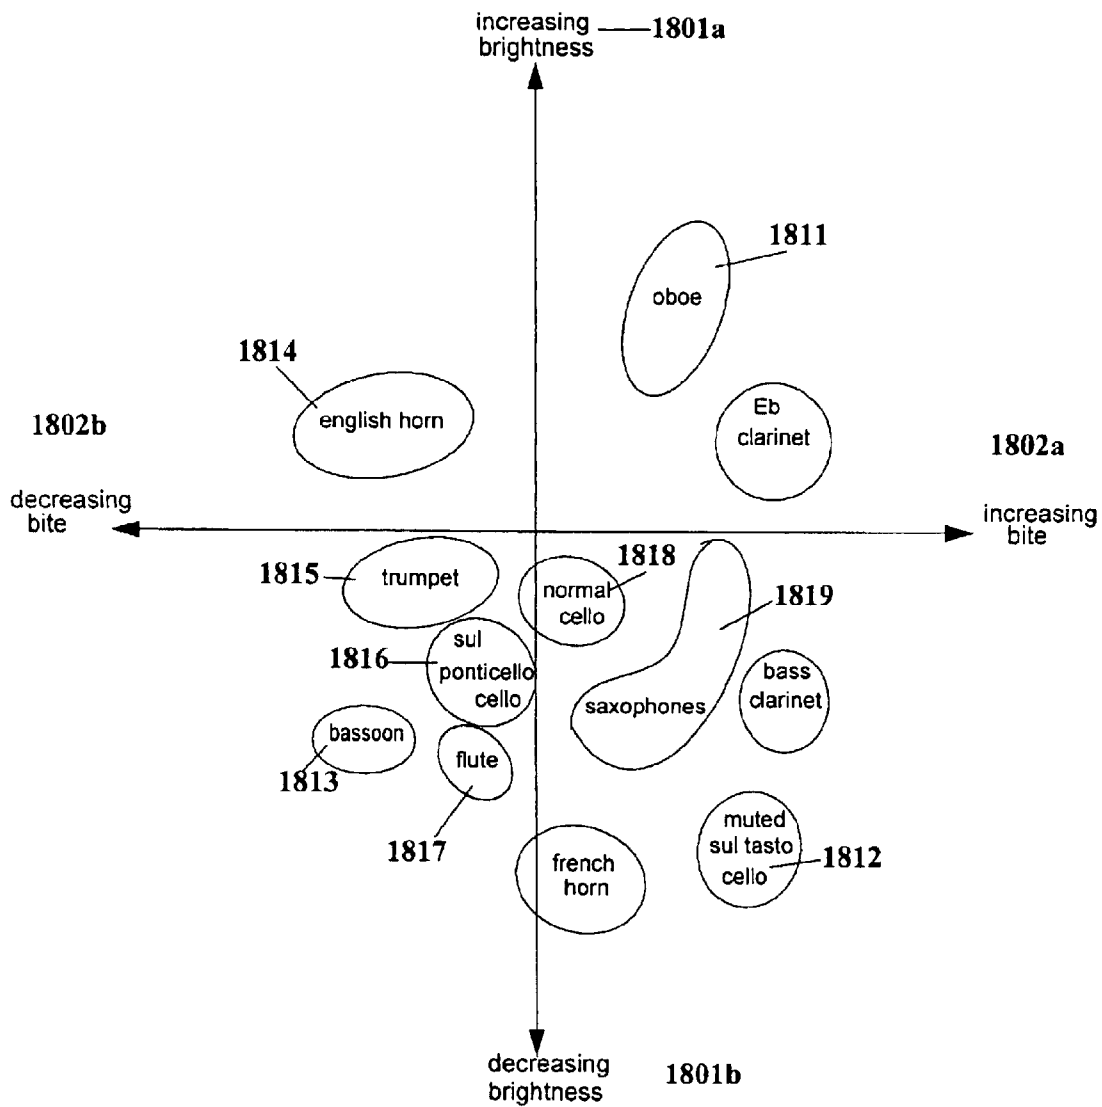 increasing
brightness
1801a
1811
oboe
1814
english horn
Eb
clarinet
1802b
1802a
decreasing
bite
increasing
bite
1815
trumpet
1818
normal
cello
1819
sul
ponticello
cello
1816
bass
clarinet
saxophones
bassoon
1813
flute
1817
muted
sul tasto
cello
1812
french
horn
decreasing
brightness
1801b